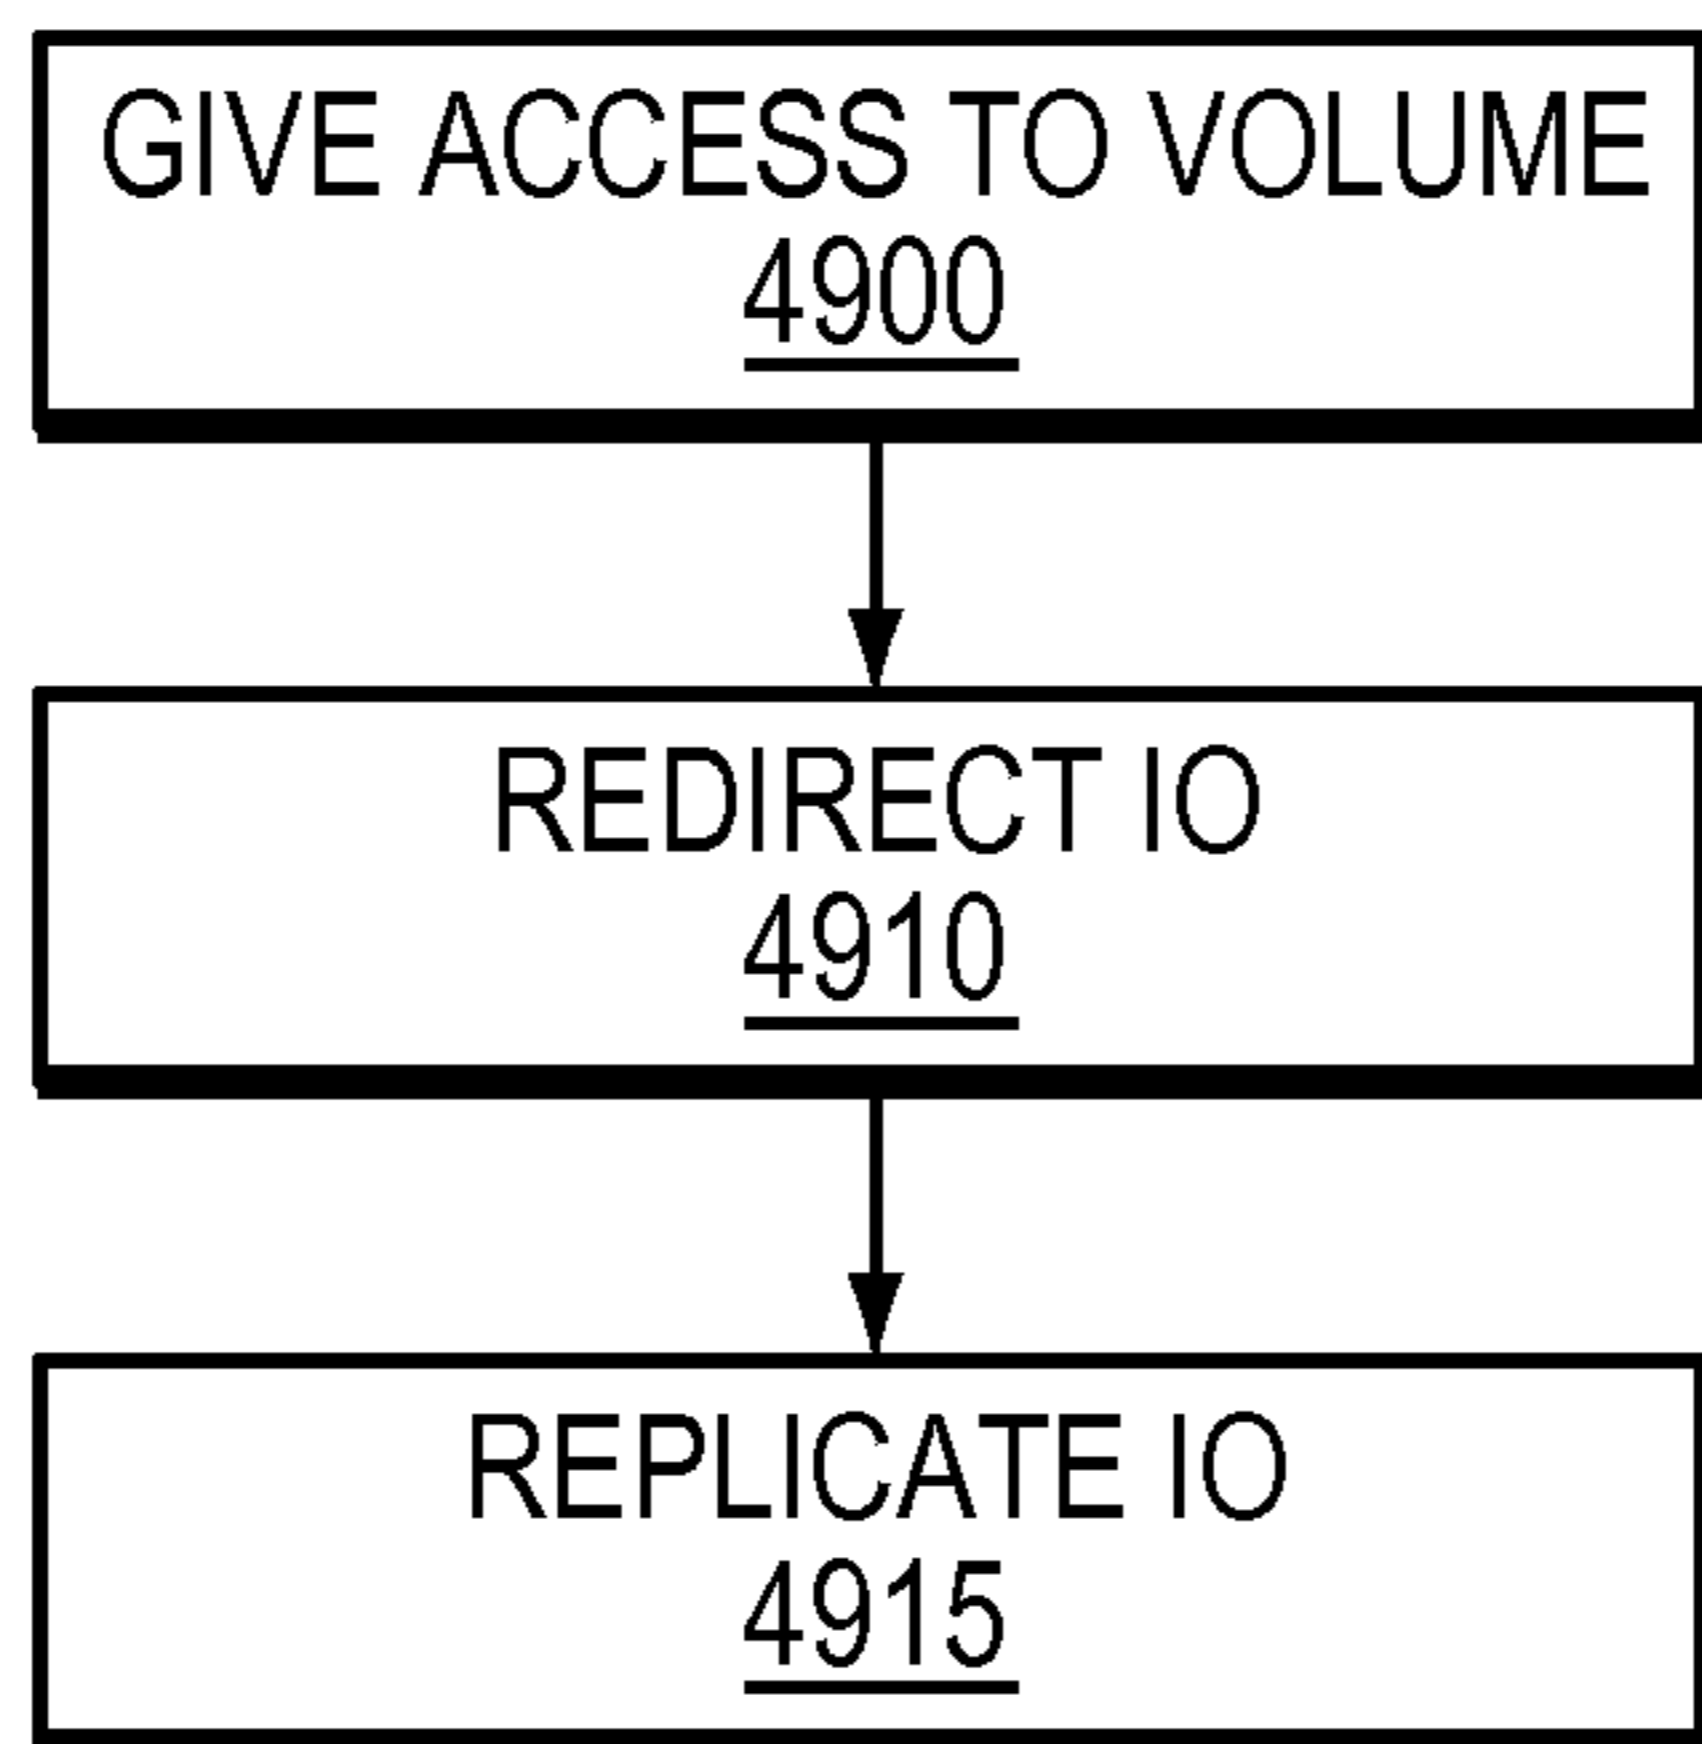 GIVE ACCESS TO VOLUME
4900
REDIRECT IO
4910
REPLICATE IO
4915